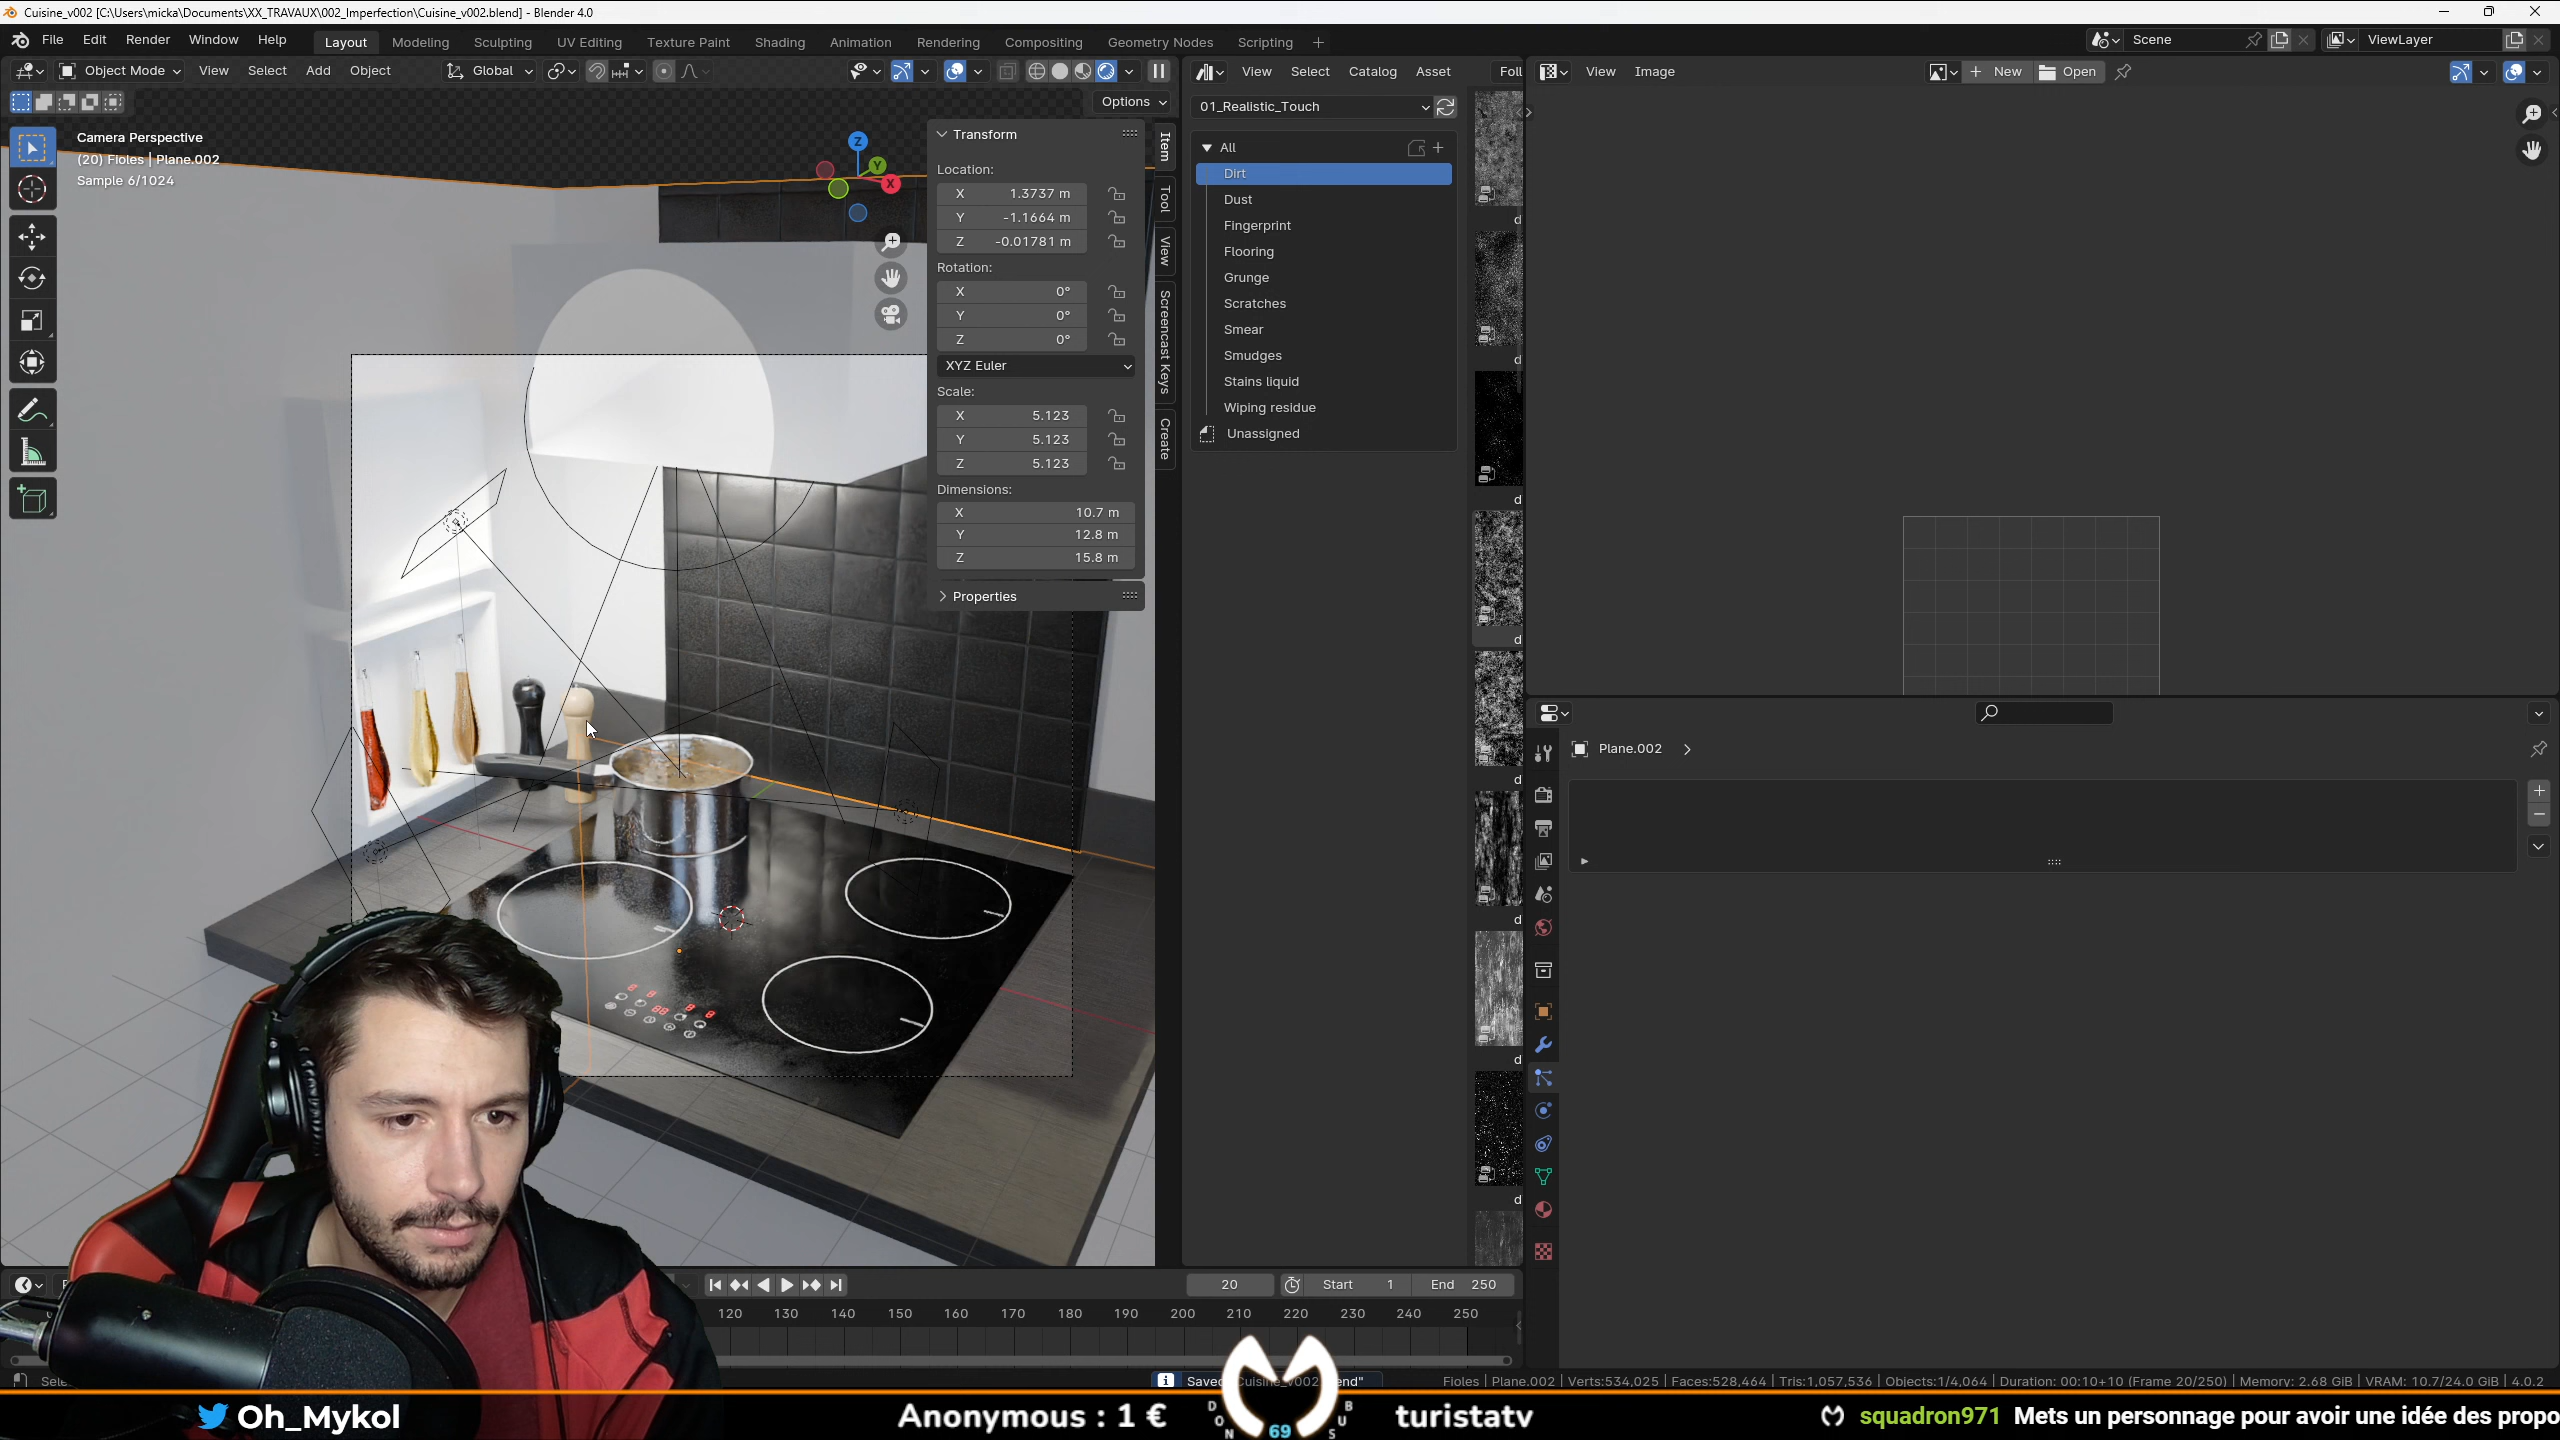 Cuisine_v002 [C:\Users\micka\Documents\XX_TRAVAUX\002_Imperfection\Cuisine_v002.blend] - Blender 4.0
File Edit Render Window Help Layout Modeling Sculpting UV Editing Texture Paint Shading Animation Rendering Compositing Geometry Nodes Scripting + Scene ViewLayer
Object Mode View Select Add Object Global
Options
Camera Perspective
(20) Fioles | Plane.002
Sample 6/1024
Z
Y
X
Transform
Location:
X 1.3737 m
Y -1.1664 m
Z -0.01781 m
Rotation:
X 0°
Y 0°
Z 0°
XYZ Euler
Scale:
X 5.123
Y 5.123
Z 5.123
Dimensions:
X 10.7 m
Y 12.8 m
Z 15.8 m
Properties
Item
Tool
View
Screencast Keys
Create
View Select Catalog Asset Foll
01_Realistic_Touch
All
Dirt
Dust
Fingerprint
Flooring
Grunge
Scratches
Smear
Smudges
Stains liquid
Wiping residue
Unassigned
d
d
d
d
d
d
d
d
View Image + New Open
Plane.002
20 Start 1 End 250
120 130 140 150 160 170 180 190 200 210 220 230 240 250
Sele
Saved "Cuisine_v002.blend"
Fioles | Plane.002 | Verts:534,025 | Faces:528,464 | Tris:1,057,536 | Objects:1/4,064 | Duration: 00:10+10 (Frame 20/250) | Memory: 2.68 GiB | VRAM: 10.7/24.0 GiB | 4.0.2
Oh_Mykol
Anonymous : 1 €
DON
69
SUB
turistatv
squadron971 Mets un personnage pour avoir une idée des propo